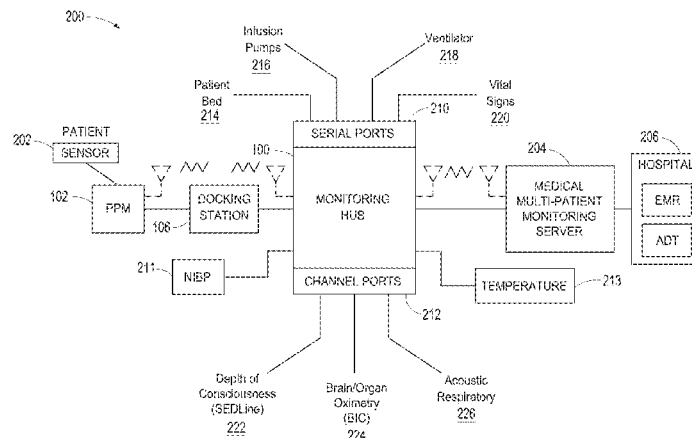 200
Infusion
Pumps
216
Ventilator
218
Patient
Bed
214
Vital
Signs
220
210
SERIAL PORTS
PATIENT
202
SENSOR
100
204
206
HOSPITAL
PPM
102
DOCKING
STATION
106
MONITORING
HUB
MEDICAL
MULTI-PATIENT
MONITORING
SERVER
EMR
ADT
211
NIBP
CHANNEL PORTS
212
TEMPERATURE
213
Depth of
Consciousness
(SEDLine)
222
Brain/Organ
Oximetry
(BIC)
224
Acoustic
Respiratory
226